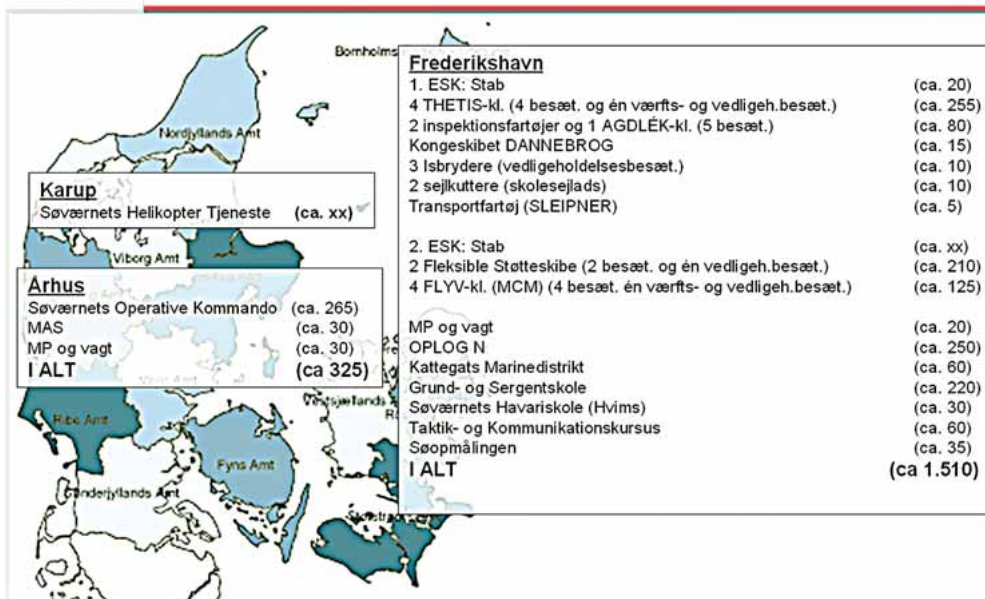 Bornholms
Nordjyllands Amt
Karup
Søværnets Helikopter Tjeneste (ca. xx)
Viborg Amt
Århus
Søværnets Operative Kommando (ca. 265)
MAS (ca. 30)
MP og vagt (ca. 30)
I ALT (ca 325)
Ribe Amt
Fyns Amt
Sønderjyllands Amt
Frederikshavn
1. ESK: Stab (ca. 20)
4 THETIS-kl. (4 besæt. og én værfts- og vedligeh.besæt.) (ca. 255)
2 inspektionsfartøjer og 1 AGDLÉK-kl. (5 besæt.) (ca. 80)
Kongeskibet DANNEBROG (ca. 15)
3 Isbrydere (vedligeholdelsesbesæt.) (ca. 10)
2 sejlkuttere (skolesejlads) (ca. 10)
Transportfartøj (SLEIPNER) (ca. 5)
2. ESK: Stab (ca. xx)
2 Fleksible Støtteskibe (2 besæt. og én vedligeh.besæt.) (ca. 210)
4 FLYV-kl. (MCM) (4 besæt. én værfts- og vedligeh.besæt.) (ca. 125)
MP og vagt (ca. 20)
OPLOG N (ca. 250)
Kattegats Marinedistrikt (ca. 60)
Grund- og Sergentskole (ca. 220)
Søværnets Havariskole (Hvims) (ca. 30)
Taktik- og Kommunikationskursus (ca. 60)
Søopmålingen (ca. 35)
I ALT (ca 1.510)